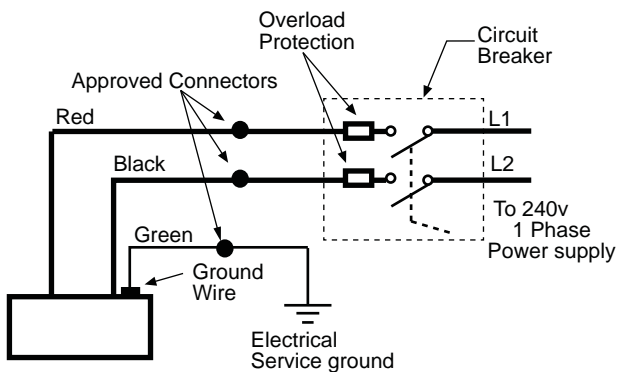 Overload
Protection
Circuit
Breaker
Approved Connectors
Red
L1
Black
L2
To 240v
1 Phase
Power supply
Green
Ground
Wire
Electrical
Service ground